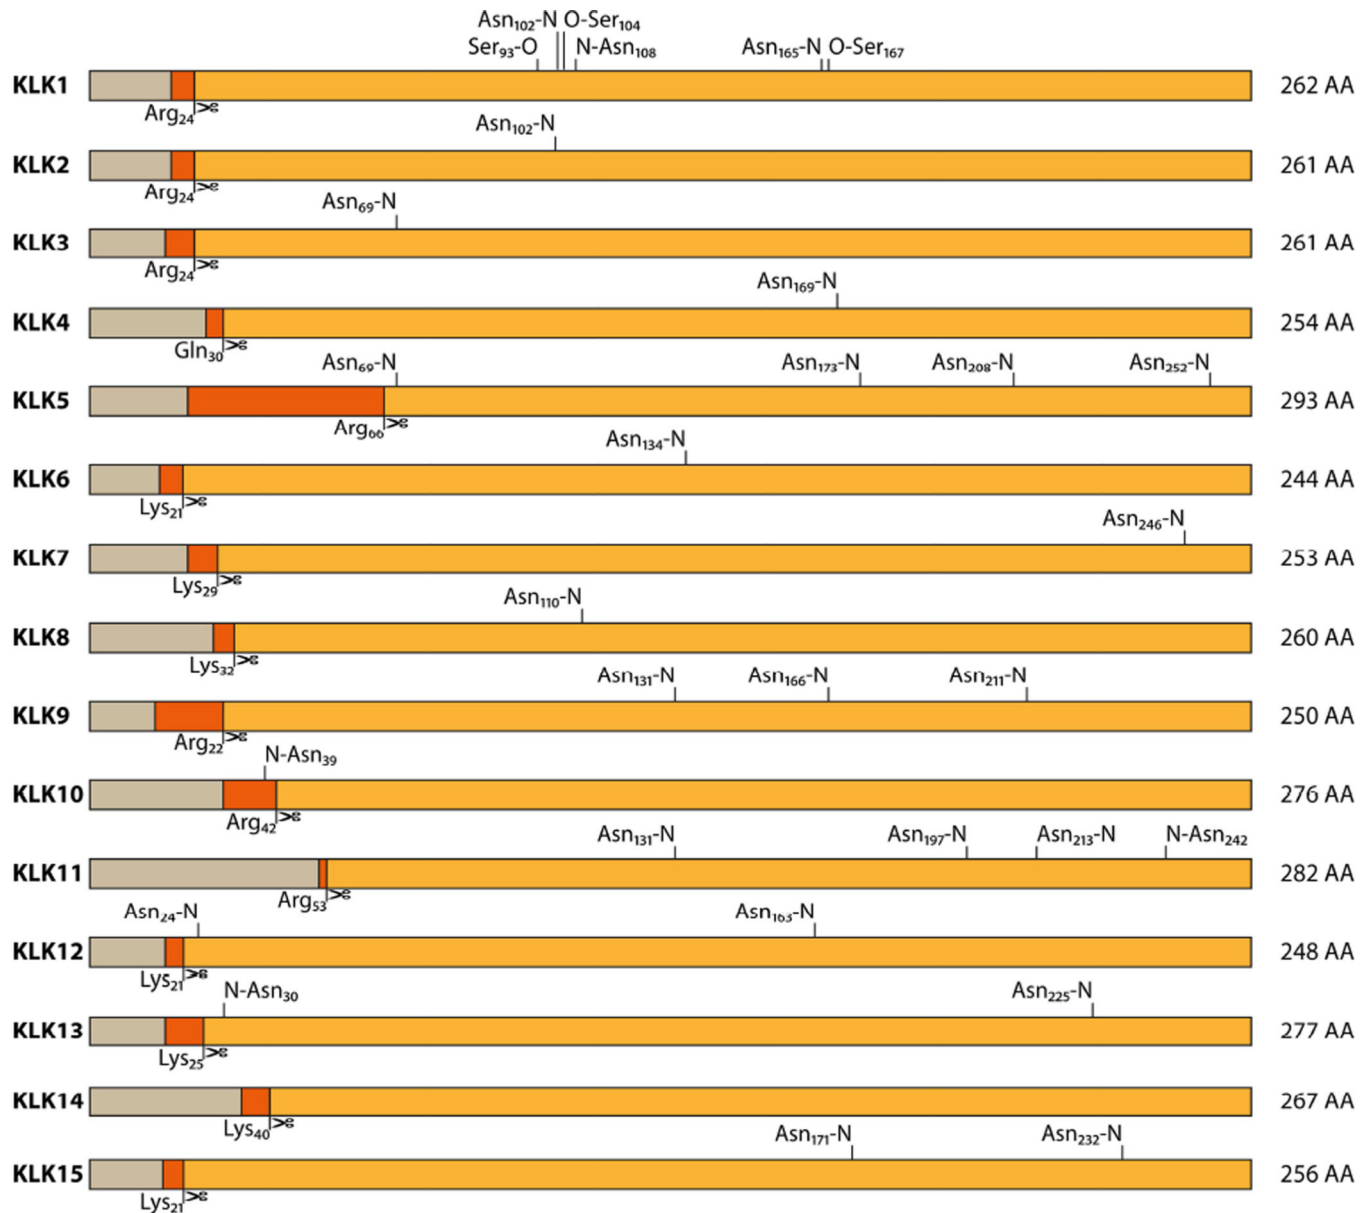 Asn₁₀₂-N O-Ser₁₀₄
Ser₉₃-O N-Asn₁₀₈ Asn₁₆₅-N O-Ser₁₆₇
KLK1 262 AA
Arg₂₄
Asn₁₀₂-N
KLK2 261 AA
Arg₂₄
Asn₆₉-N
KLK3 261 AA
Arg₂₄
Asn₁₆₉-N
KLK4 254 AA
Gln₃₀
Asn₆₉-N Asn₁₇₃-N Asn₂₀₈-N Asn₂₅₂-N
KLK5 293 AA
Arg₆₆
Asn₁₃₄-N
KLK6 244 AA
Lys₂₁
Asn₂₄₆-N
KLK7 253 AA
Lys₂₉
Asn₁₁₀-N
KLK8 260 AA
Lys₃₂
Asn₁₃₁-N Asn₁₆₆-N Asn₂₁₁-N
KLK9 250 AA
Arg₂₂
N-Asn₃₉
KLK10 276 AA
Arg₄₂
Asn₁₃₁-N Asn₁₉₇-N Asn₂₁₃-N N-Asn₂₄₂
KLK11 282 AA
Arg₅₃
Asn₂₄-N Asn₁₆₃-N
KLK12 248 AA
Lys₂₁
N-Asn₃₀ Asn₂₂₅-N
KLK13 277 AA
Lys₂₅
KLK14 267 AA
Lys₄₀
Asn₁₇₁-N Asn₂₃₂-N
KLK15 256 AA
Lys₂₁